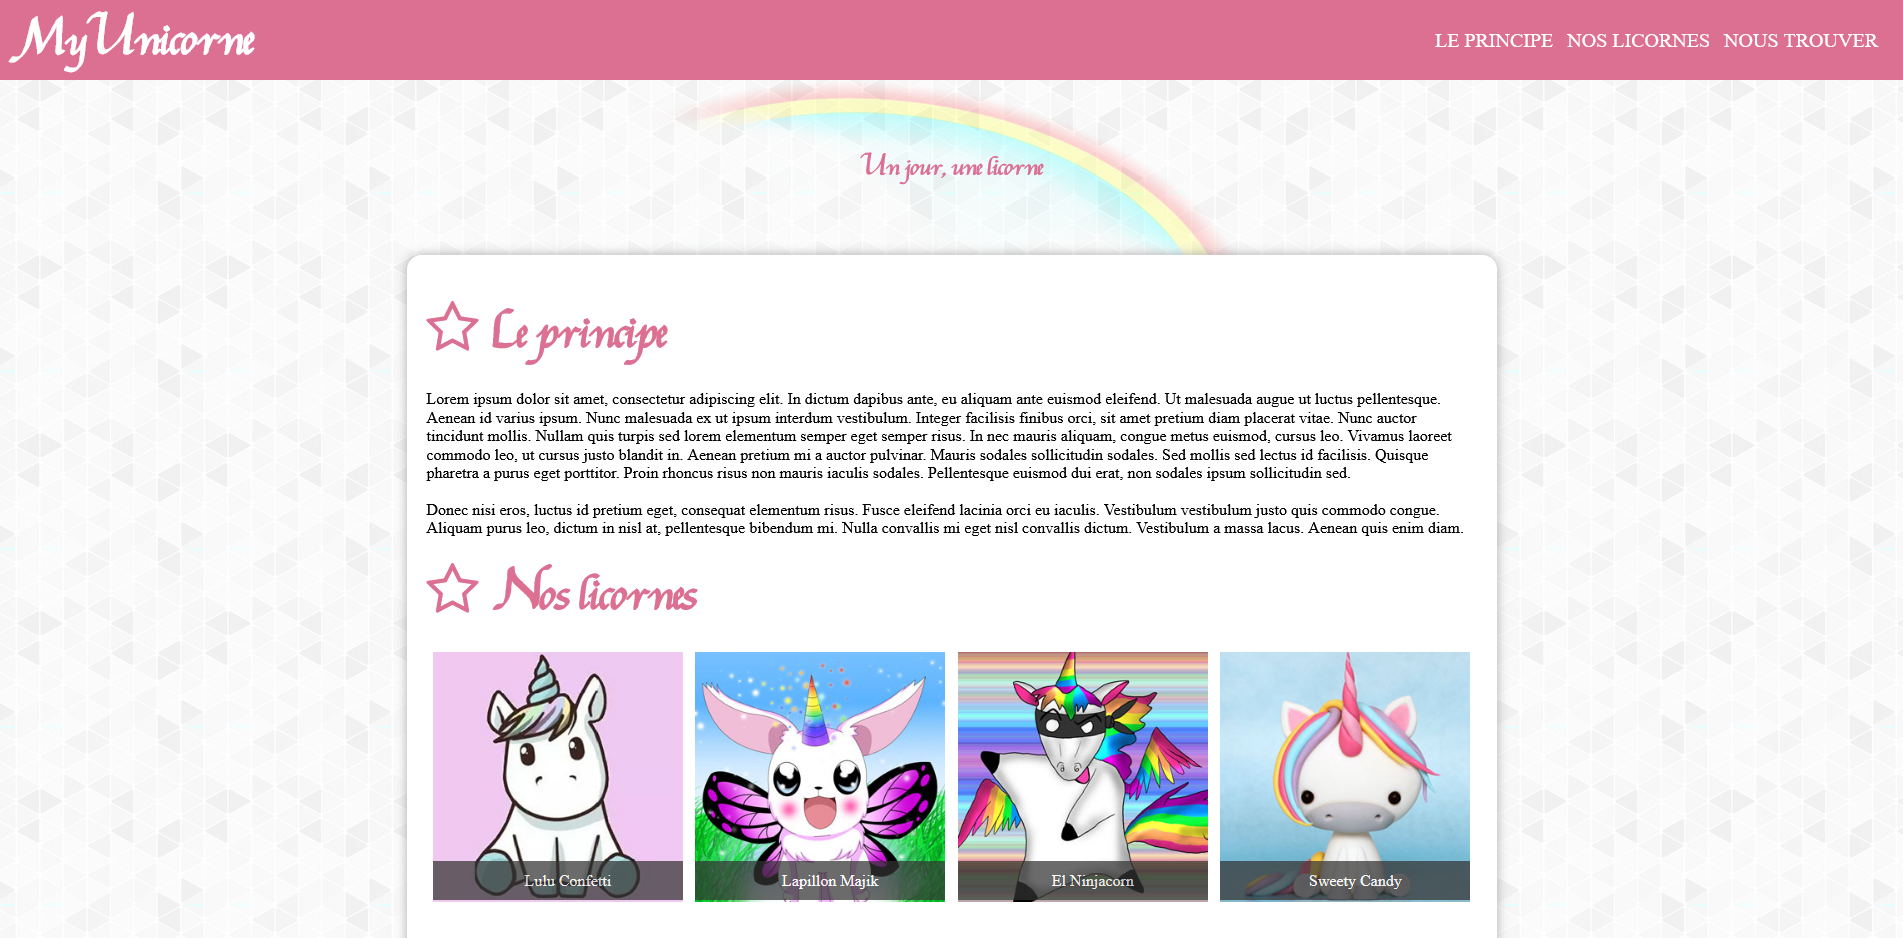 MyUnicorne
LE PRINCIPE NOS LICORNES NOUS TROUVER
Un jour, une licorne
Le principe
Lorem ipsum dolor sit amet, consectetur adipiscing elit. In dictum dapibus ante, eu aliquam ante euismod eleifend. Ut malesuada augue ut luctus pellentesque.
Aenean id varius ipsum. Nunc malesuada ex ut ipsum interdum vestibulum. Integer facilisis finibus orci, sit amet pretium diam placerat vitae. Nunc auctor
tincidunt mollis. Nullam quis turpis sed lorem elementum semper eget semper risus. In nec mauris aliquam, congue metus euismod, cursus leo. Vivamus laoreet
commodo leo, ut cursus justo blandit in. Aenean pretium mi a auctor pulvinar. Mauris sodales sollicitudin sodales. Sed mollis sed lectus id facilisis. Quisque
pharetra a purus eget porttitor. Proin rhoncus risus non mauris iaculis sodales. Pellentesque euismod dui erat, non sodales ipsum sollicitudin sed.
Donec nisi eros, luctus id pretium eget, consequat elementum risus. Fusce eleifend lacinia orci eu iaculis. Vestibulum vestibulum justo quis commodo congue.
Aliquam purus leo, dictum in nisl at, pellentesque bibendum mi. Nulla convallis mi eget nisl convallis dictum. Vestibulum a massa lacus. Aenean quis enim diam.
Nos licornes
Lulu Confetti
Lapillon Majik
El Ninjacorn
Sweety Candy